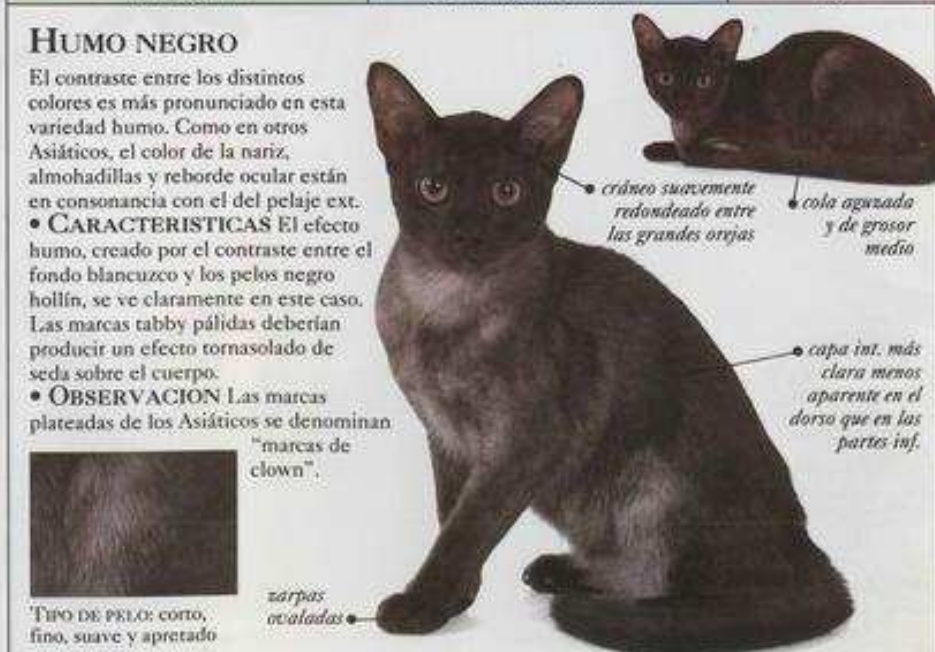 HUMO NEGRO
El contraste entre los distintos
colores es más pronunciado en esta
variedad humo. Como en otros
Asiáticos, el color de la nariz,
almohadillas y reborde ocular están
en consonancia con el del pelaje ext.
• CARACTERISTICAS El efecto
humo, creado por el contraste entre el
fondo blancuzco y los pelos negro
hollín, se ve claramente en este caso.
Las marcas tabby pálidas deberían
producir un efecto tornasolado de
seda sobre el cuerpo.
• OBSERVACION Las marcas
plateadas de los Asiáticos se denominan
"marcas de
clown".
TIPO DE PELO: corto,
fino, suave y apretado
cráneo suavemente
redondeado entre
las grandes orejas
cola aguzada
y de grosor
medio
capa int. más
clara menos
aparente en el
dorso que en las
partes inf.
zarpas
ovaladas